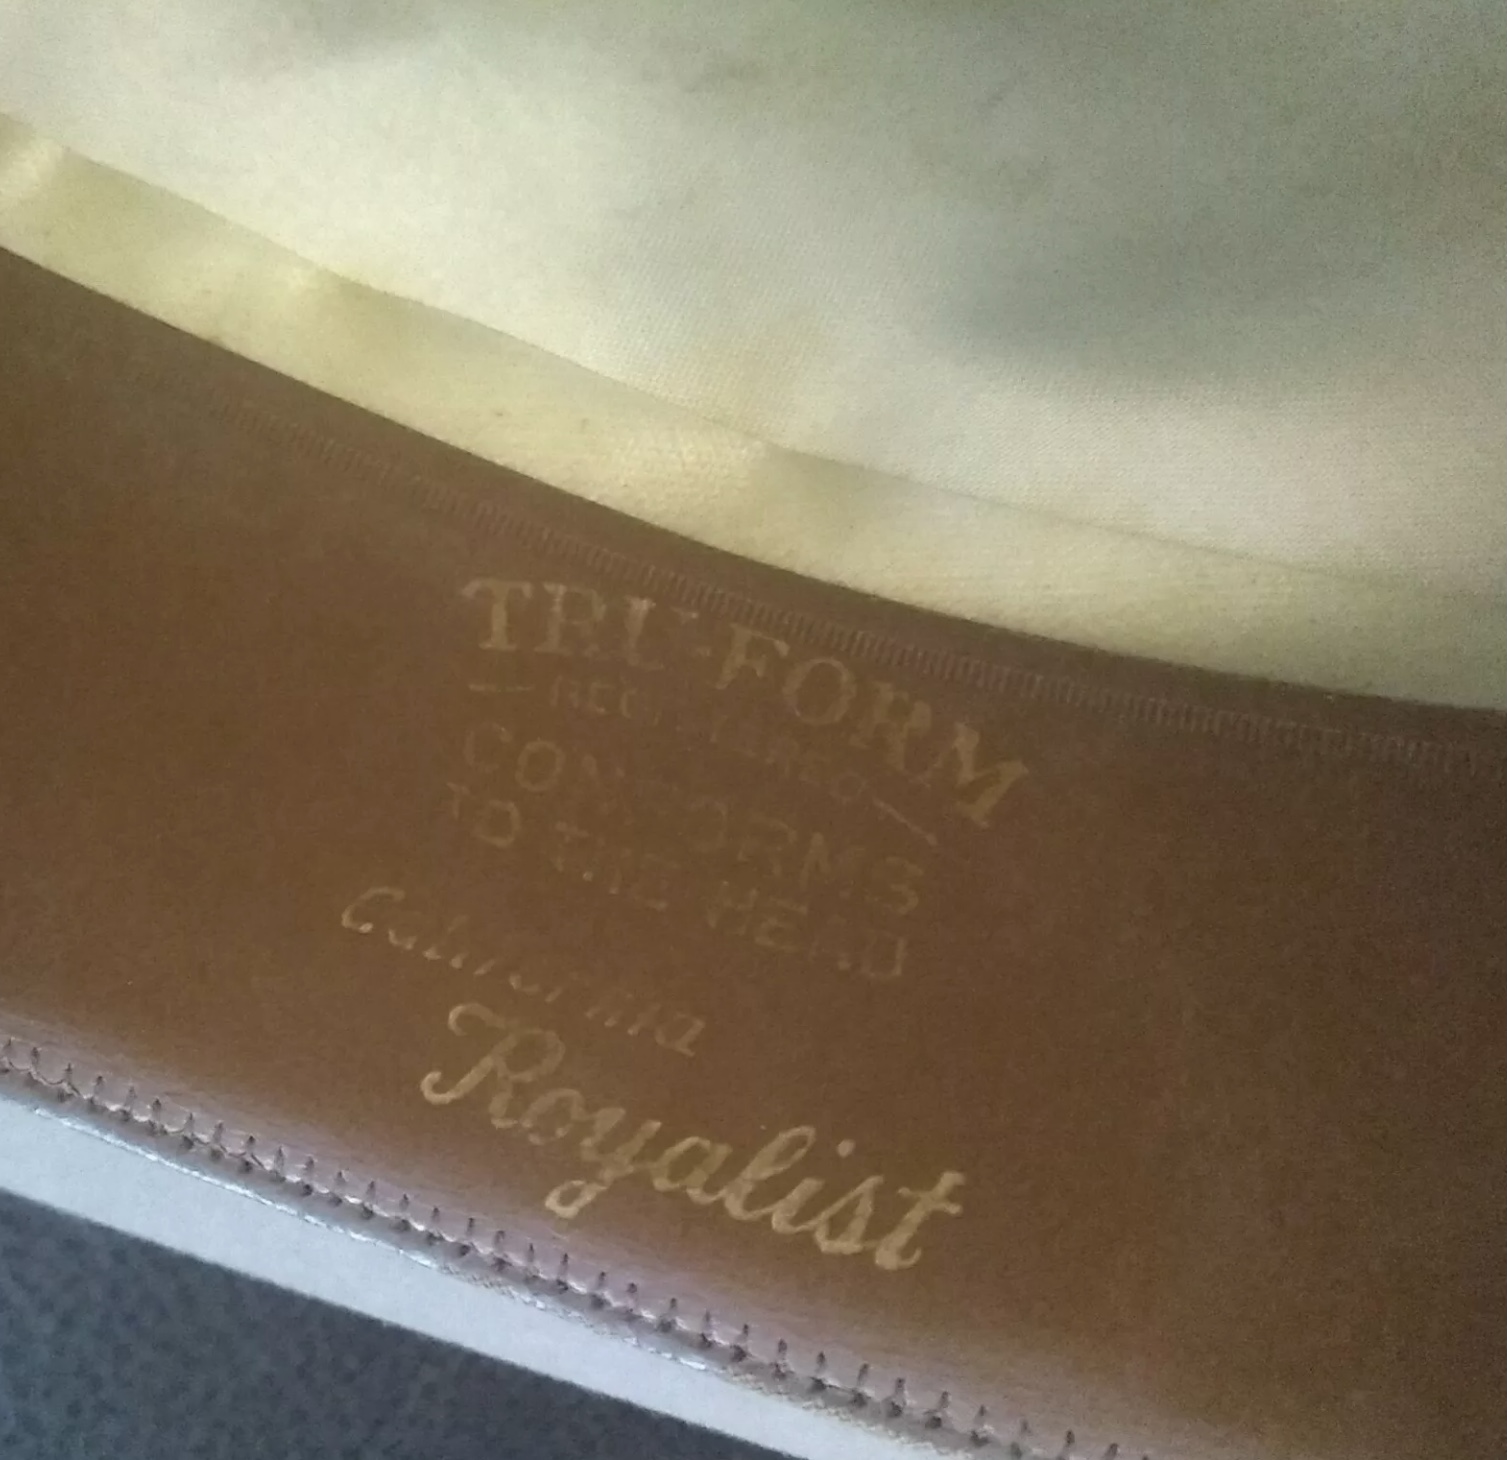 TRU-FORM
— REGISTERED —
CONFORMS
TO THE HEAD
California
Royalist